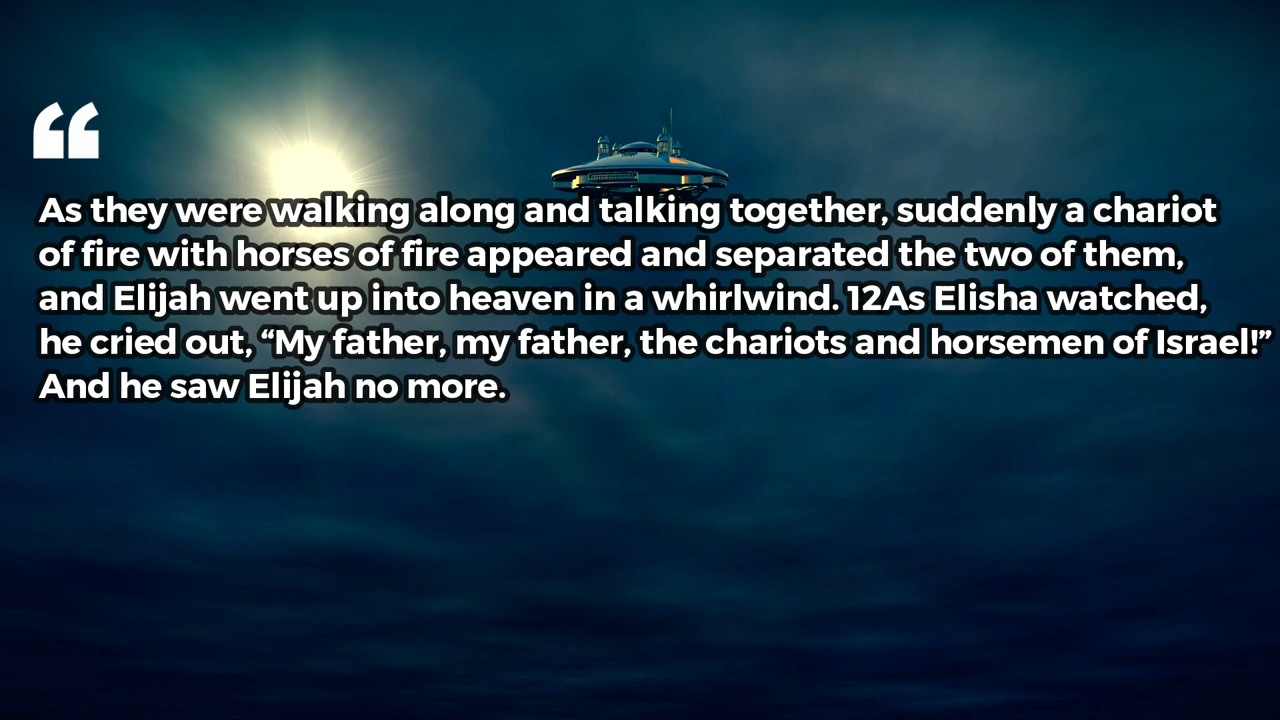 “
As they were walking along and talking together, suddenly a chariot
of fire with horses of fire appeared and separated the two of them,
and Elijah went up into heaven in a whirlwind. 12As Elisha watched,
he cried out, “My father, my father, the chariots and horsemen of Israel!”
And he saw Elijah no more.